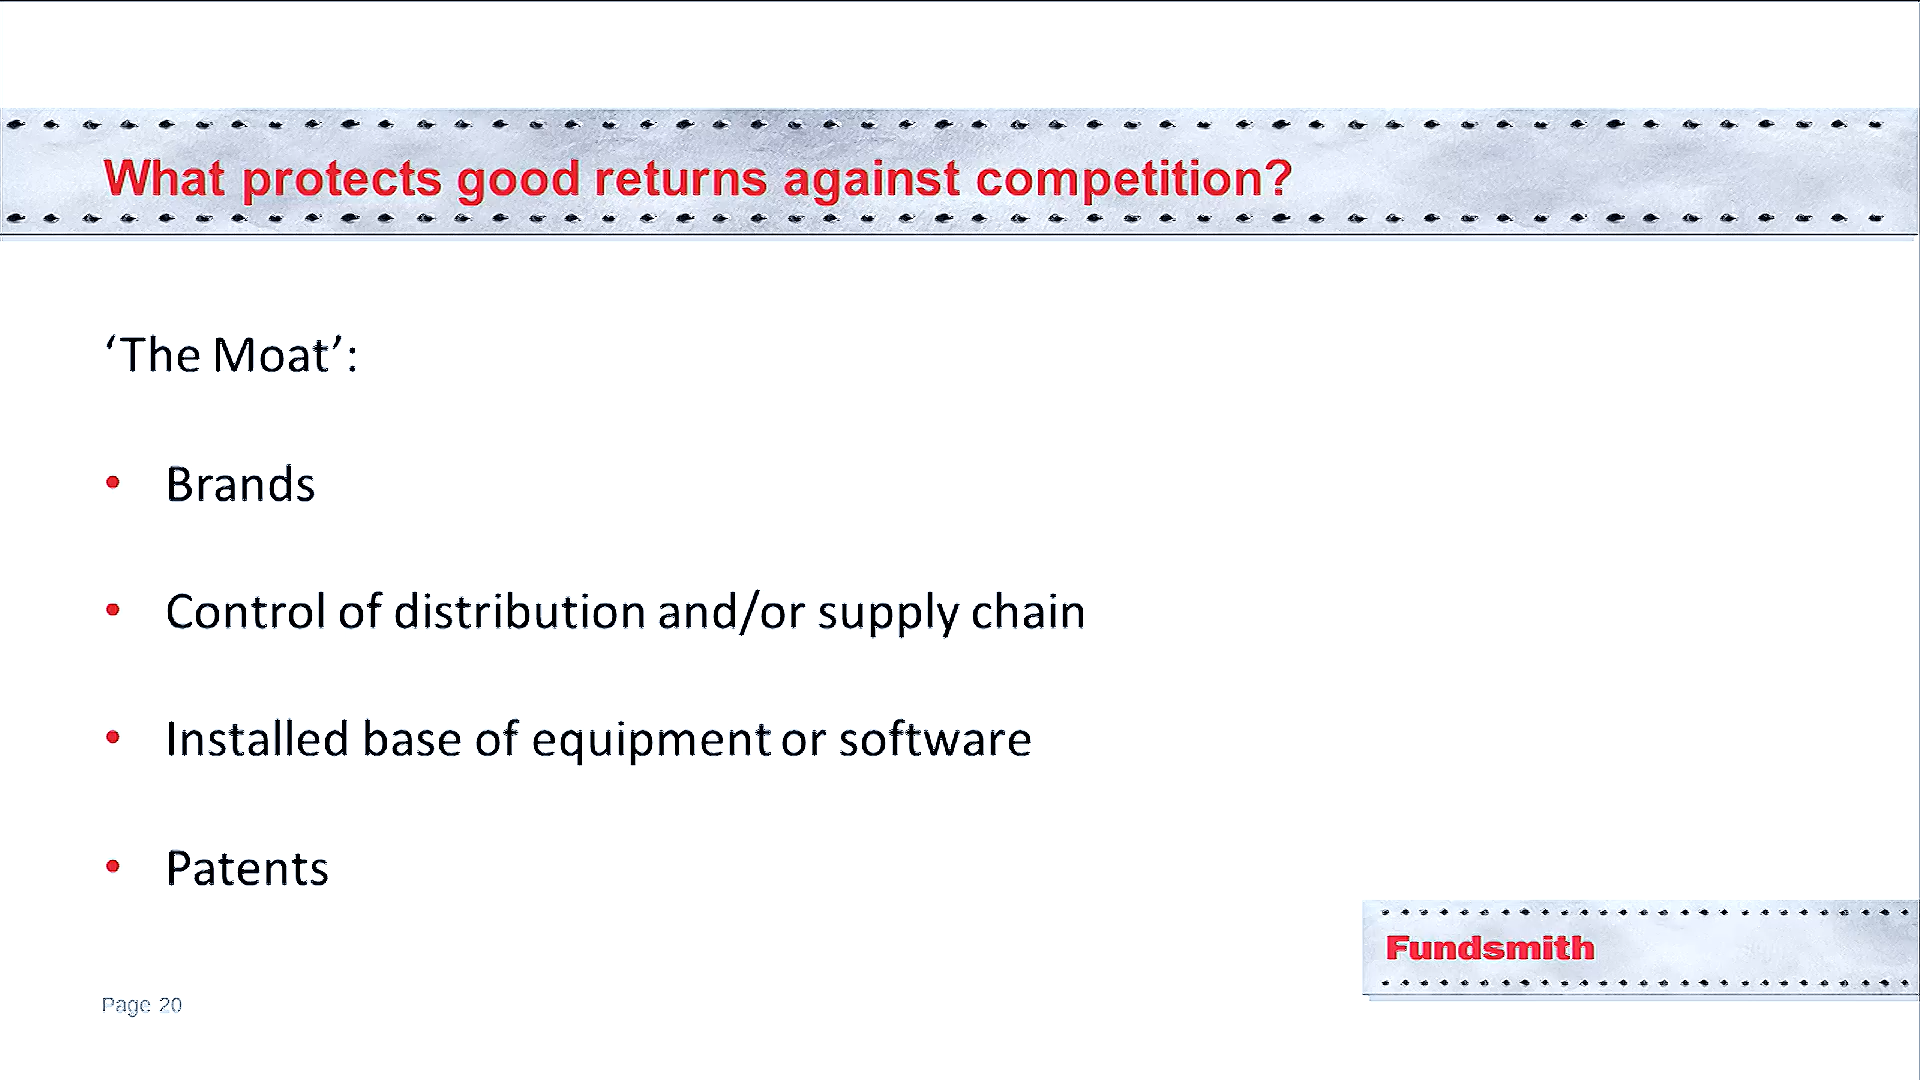 What protects good returns against competition?
‘The Moat’:
• Brands
• Control of distribution and/or supply chain
• Installed base of equipment or software
• Patents
Fundsmith
Page 20